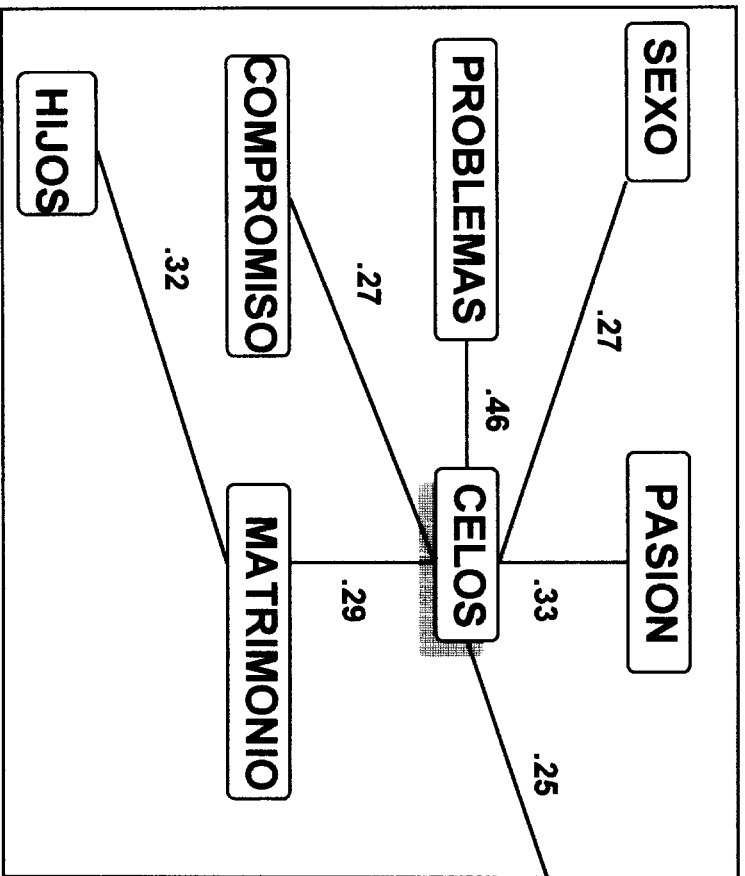 SEXO
PASION
.27
.33
.25
PROBLEMAS
.46
CELOS
.27
.29
COMPROMISO
MATRIMONIO
.32
HIJOS